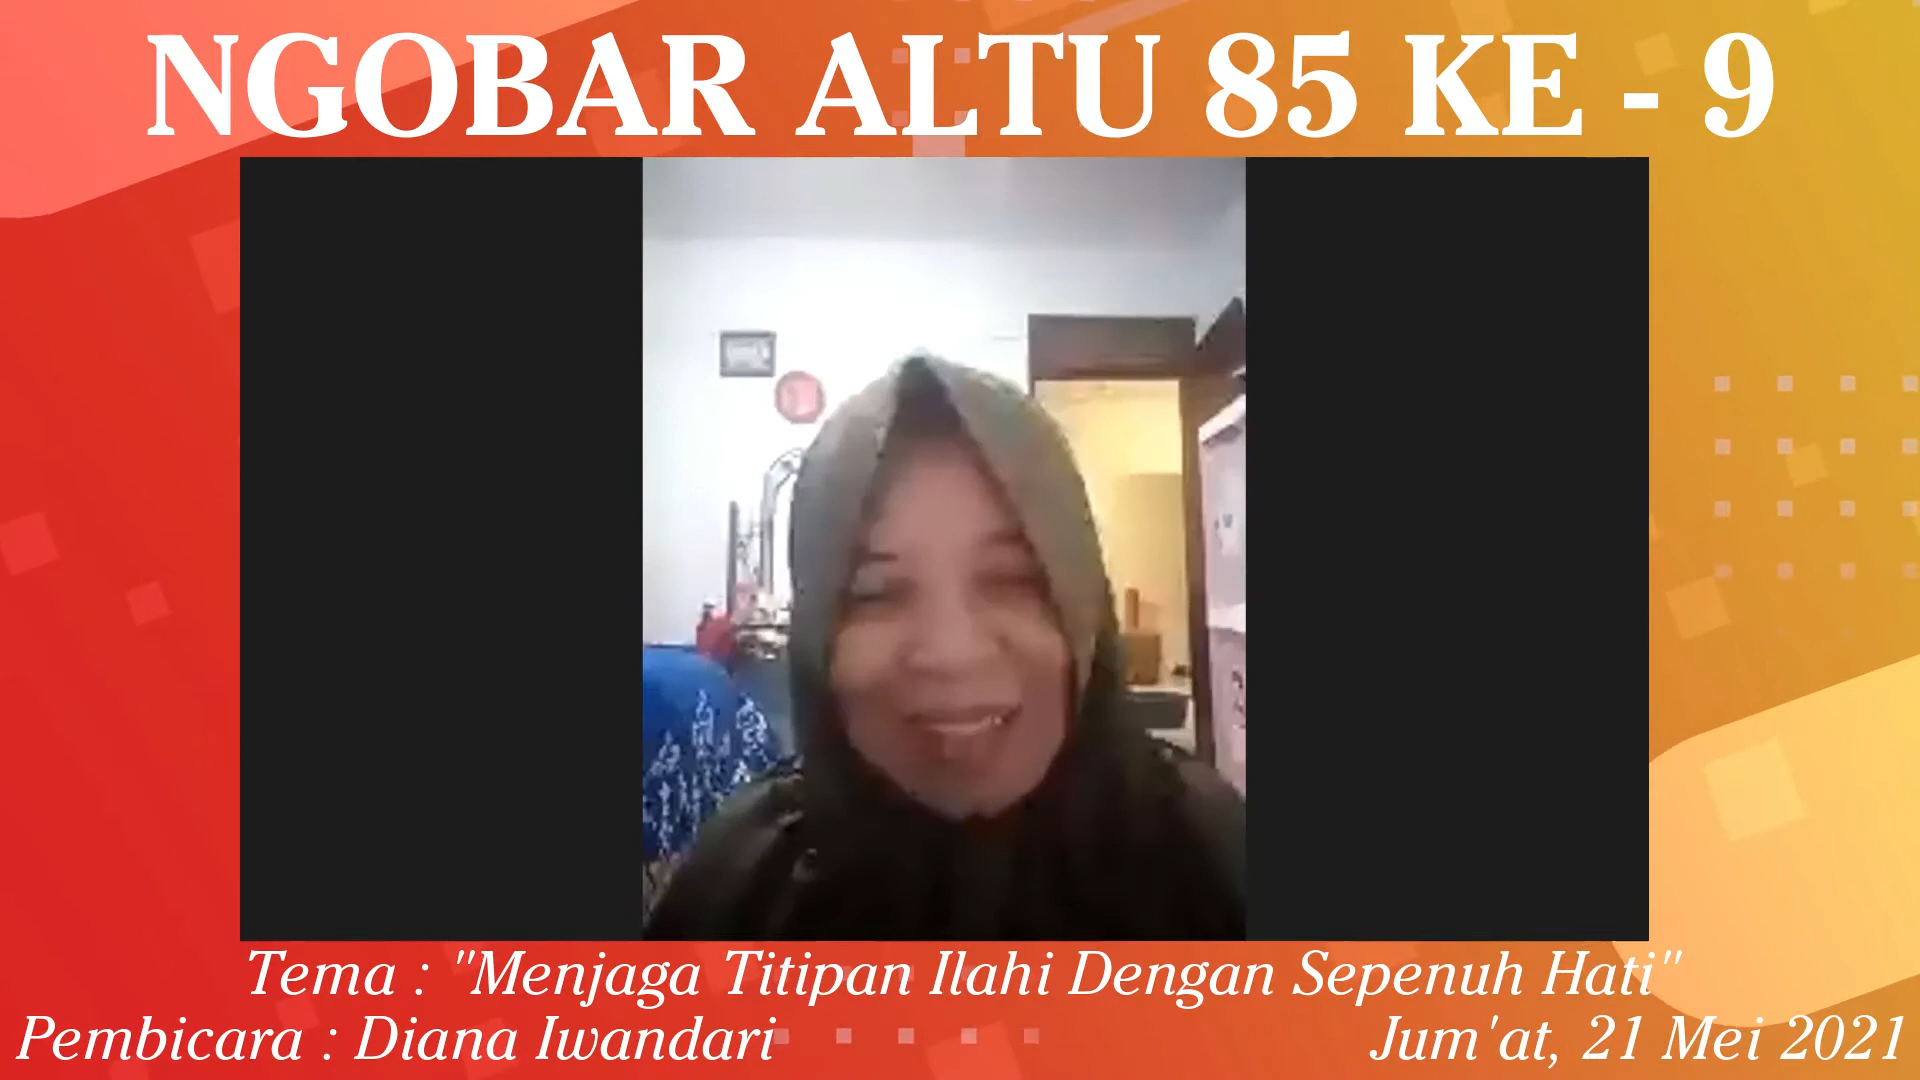 NGOBAR ALTU 85 KE - 9
Tema : "Menjaga Titipan Ilahi Dengan Sepenuh Hati"
Pembicara : Diana Iwandari
Jum'at, 21 Mei 2021